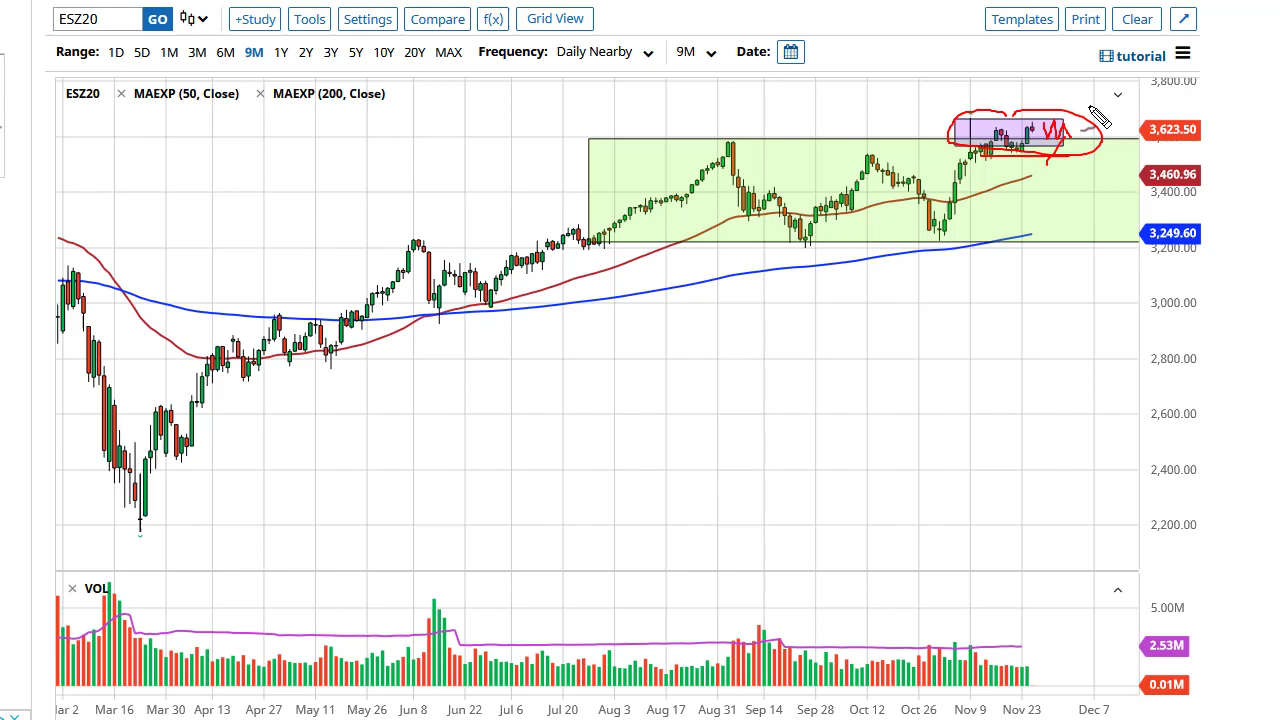 ESZ20 GO +Study Tools Settings Compare f(x) Grid View Templates Print Clear
Range: 1D 5D 1M 3M 6M 9M 1Y 2Y 3Y 5Y 10Y 20Y MAX Frequency: Daily Nearby 9M Date: tutorial
ESZ20 MAEXP (50, Close) MAEXP (200, Close)
3,800.00
3,623.50
3,460.96
3,400.00
3,249.60
3,200.00
3,000.00
2,800.00
2,600.00
2,400.00
2,200.00
VOL
5.00M
2.53M
0.01M
Mar 2 Mar 16 Mar 30 Apr 13 Apr 27 May 11 May 26 Jun 8 Jun 22 Jul 6 Jul 20 Aug 3 Aug 17 Aug 31 Sep 14 Sep 28 Oct 12 Oct 26 Nov 9 Nov 23 Dec 7